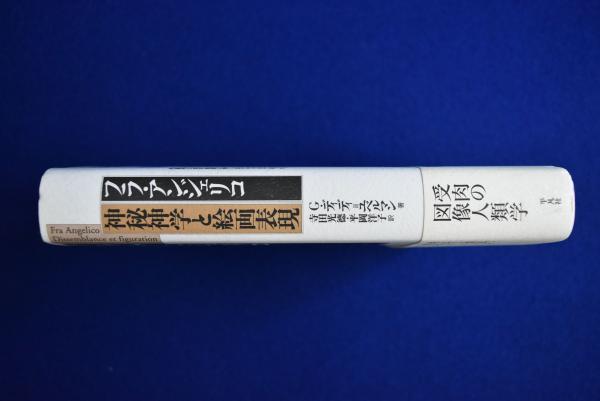 Fra Angelico
Dissemblance et figuration
フラ・アンジェリコ
神秘神学と絵画表現
G.ディディ=ユベルマン 著
寺田光徳・平岡洋子 訳
受肉の
図像人類学
平凡社